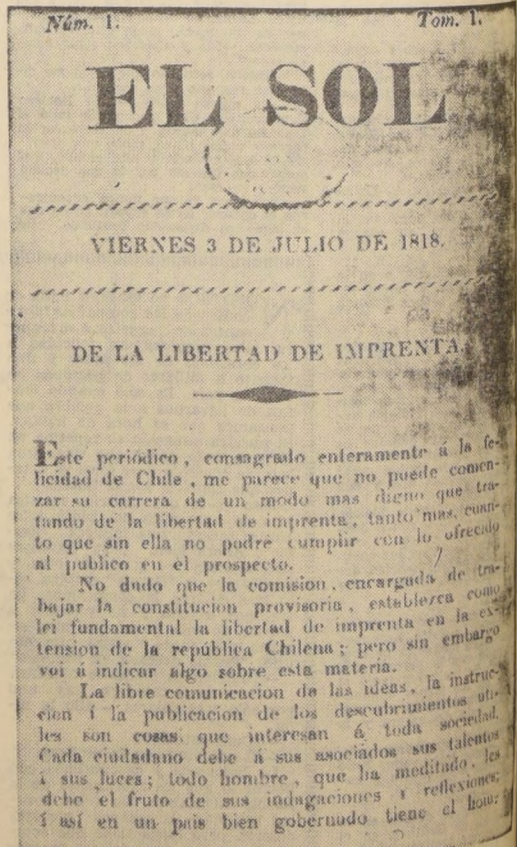 Núm. 1. Tom. 1.
EL SOL
VIERNES 3 DE JULIO DE 1818.
DE LA LIBERTAD DE IMPRENTA.
Este periódico, consagrado enteramente á la fe-
licidad de Chile, me parece que no puede comen-
zar su carrera de un modo mas digno que tra-
tando de la libertad de imprenta, tanto mas, cuan-
to que sin ella no podré cumplir con lo ofrecido
al publico en el prospecto.
No dudo que la comision, encargada de tra-
bajar la constitucion provisoria, establezca como
lei fundamental la libertad de imprenta en la ex-
tension de la república Chilena; pero sin embargo
voi á indicar algo sobre esta materia.
La libre comunicacion de las ideas, la instruc-
cion í la publicacion de los descubrimientos uti-
les son cosas que interesan á toda sociedad.
Cada ciudadano debe á sus asociados sus talentos
í sus luces; todo hombre, que ha meditado, les
debe el fruto de sus indagaciones í reflexiones;
í así en un pais bien gobernudo tiene el hom-